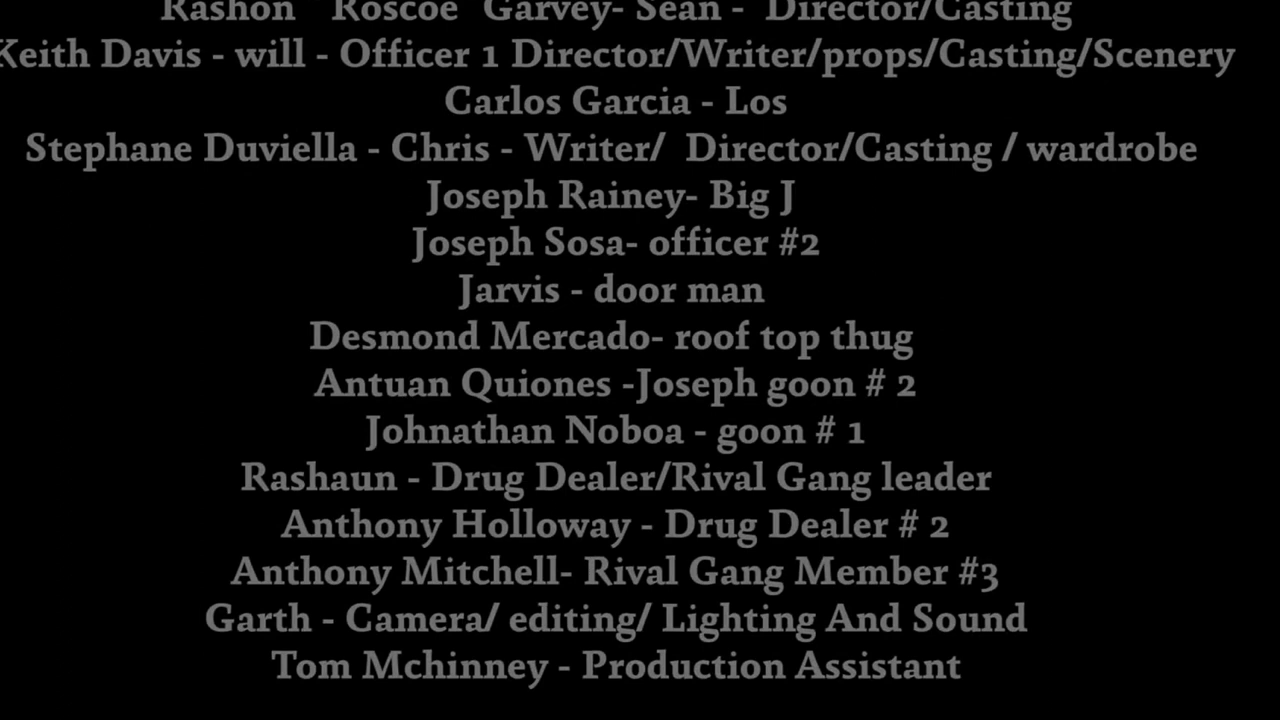 Rashon " Roscoe " Garvey- Sean - Director/Casting
Keith Davis - will - Officer 1 Director/Writer/props/Casting/Scenery
Carlos Garcia - Los
Stephane Duviella - Chris - Writer/ Director/Casting / wardrobe
Joseph Rainey- Big J
Joseph Sosa- officer #2
Jarvis - door man
Desmond Mercado- roof top thug
Antuan Quiones -Joseph goon # 2
Johnathan Noboa - goon # 1
Rashaun - Drug Dealer/Rival Gang leader
Anthony Holloway - Drug Dealer # 2
Anthony Mitchell- Rival Gang Member #3
Garth - Camera/ editing/ Lighting And Sound
Tom Mchinney - Production Assistant